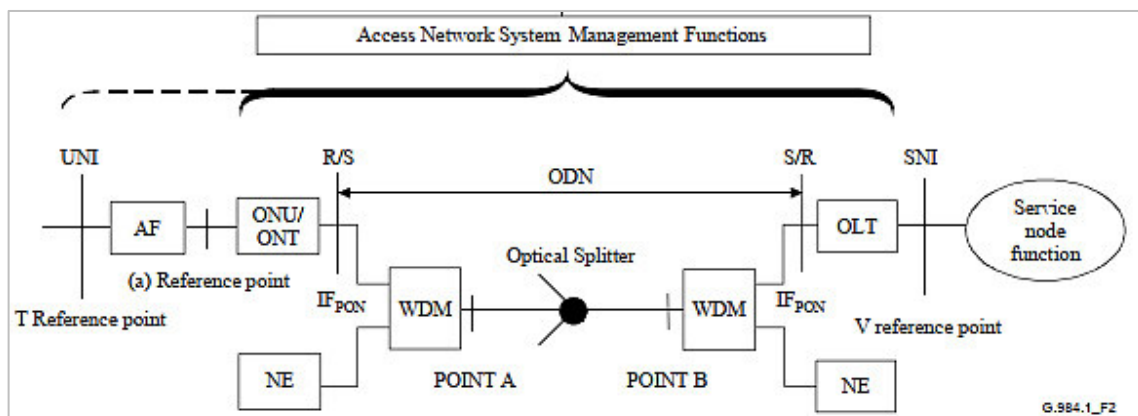 Access Network System Management Functions
UNI
R/S
S/R
SNI
ODN
AF
ONU/
ONT
OLT
Service
node
function
(a) Reference point
Optical Splitter
T Reference point
IFPON
WDM
WDM
IFPON
V reference point
NE
POINT A
POINT B
NE
G.984.1_F2